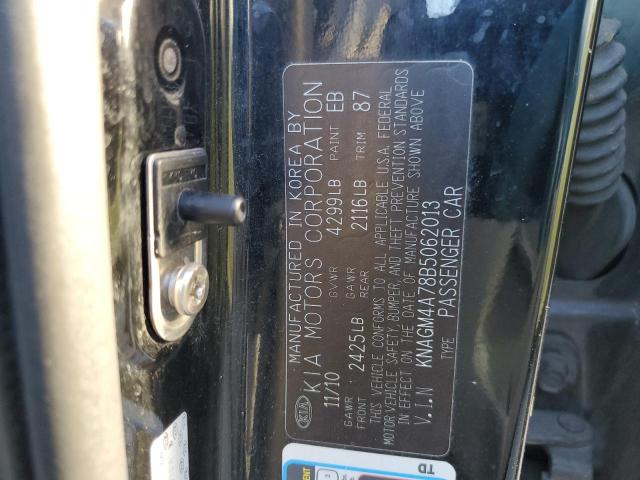 MANUFACTURED IN KOREA BY
KIA KIA MOTORS CORPORATION
11/10 GVWR 4299LB PAINT EB
GAWR FRONT 2425LB GAWR REAR 2116LB TRIM 87
THIS VEHICLE CONFORMS TO ALL APPLICABLE U.S.A. FEDERAL
MOTOR VEHICLE SAFETY, BUMPER, AND THEFT PREVENTION STANDARDS
IN EFFECT ON THE DATE OF MANUFACTURE SHOWN ABOVE
V.I.N KNAGM4A78B5062013
TYPE PASSENGER CAR